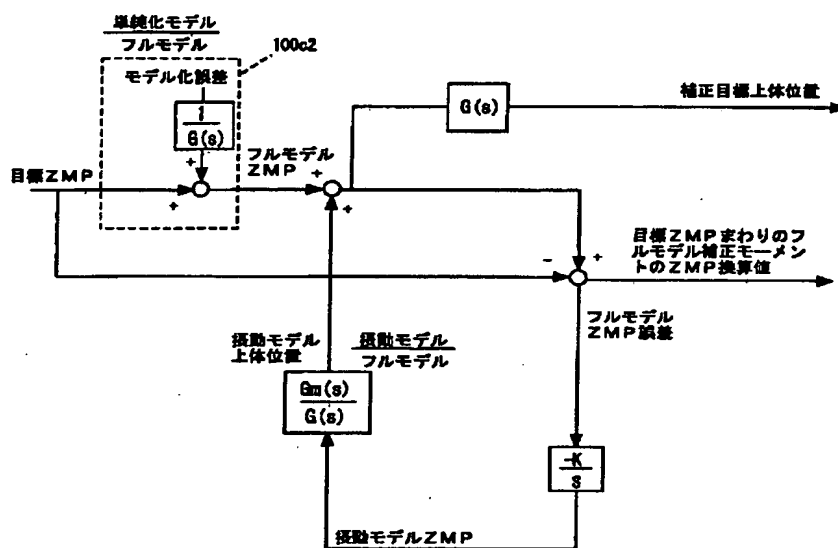 単純化モデル
フルモデル
100c2
モデル化誤差
1
G(s)
+
+
目標ZMP
フルモデル
ZMP
+
+
G(s)
補正目標上体位置
-
+
目標ZMPまわりのフ
ルモデル補正モーメン
トのZMP換算値
フルモデル
ZMP誤差
摂動モデル
上体位置
摂動モデル
フルモデル
Gm(s)
G(s)
-K
s
摂動モデルZMP